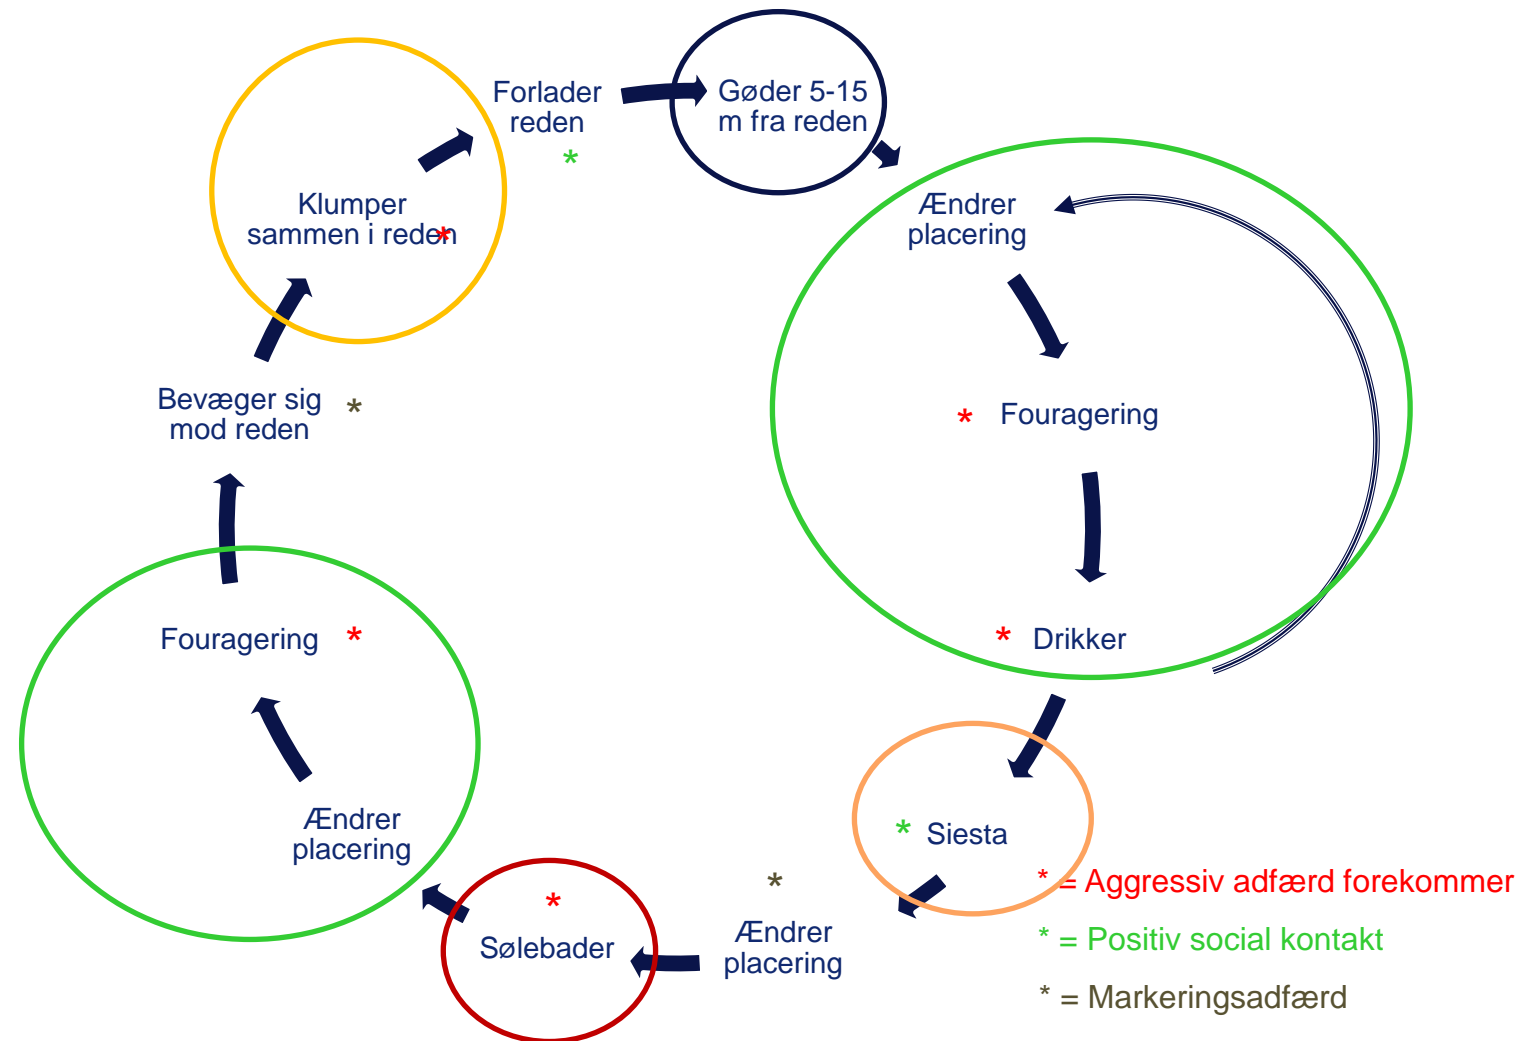 Forlader
reden
*
Gøder 5-15
m fra reden
Ændrer
placering
* Fouragering
* Drikker
* Siesta
*
Ændrer
placering
*
Sølebader
Ændrer
placering
Fouragering *
Bevæger sig *
mod reden
Klumper
sammen i reden
*
* = Aggressiv adfærd forekommer
* = Positiv social kontakt
* = Markeringsadfærd